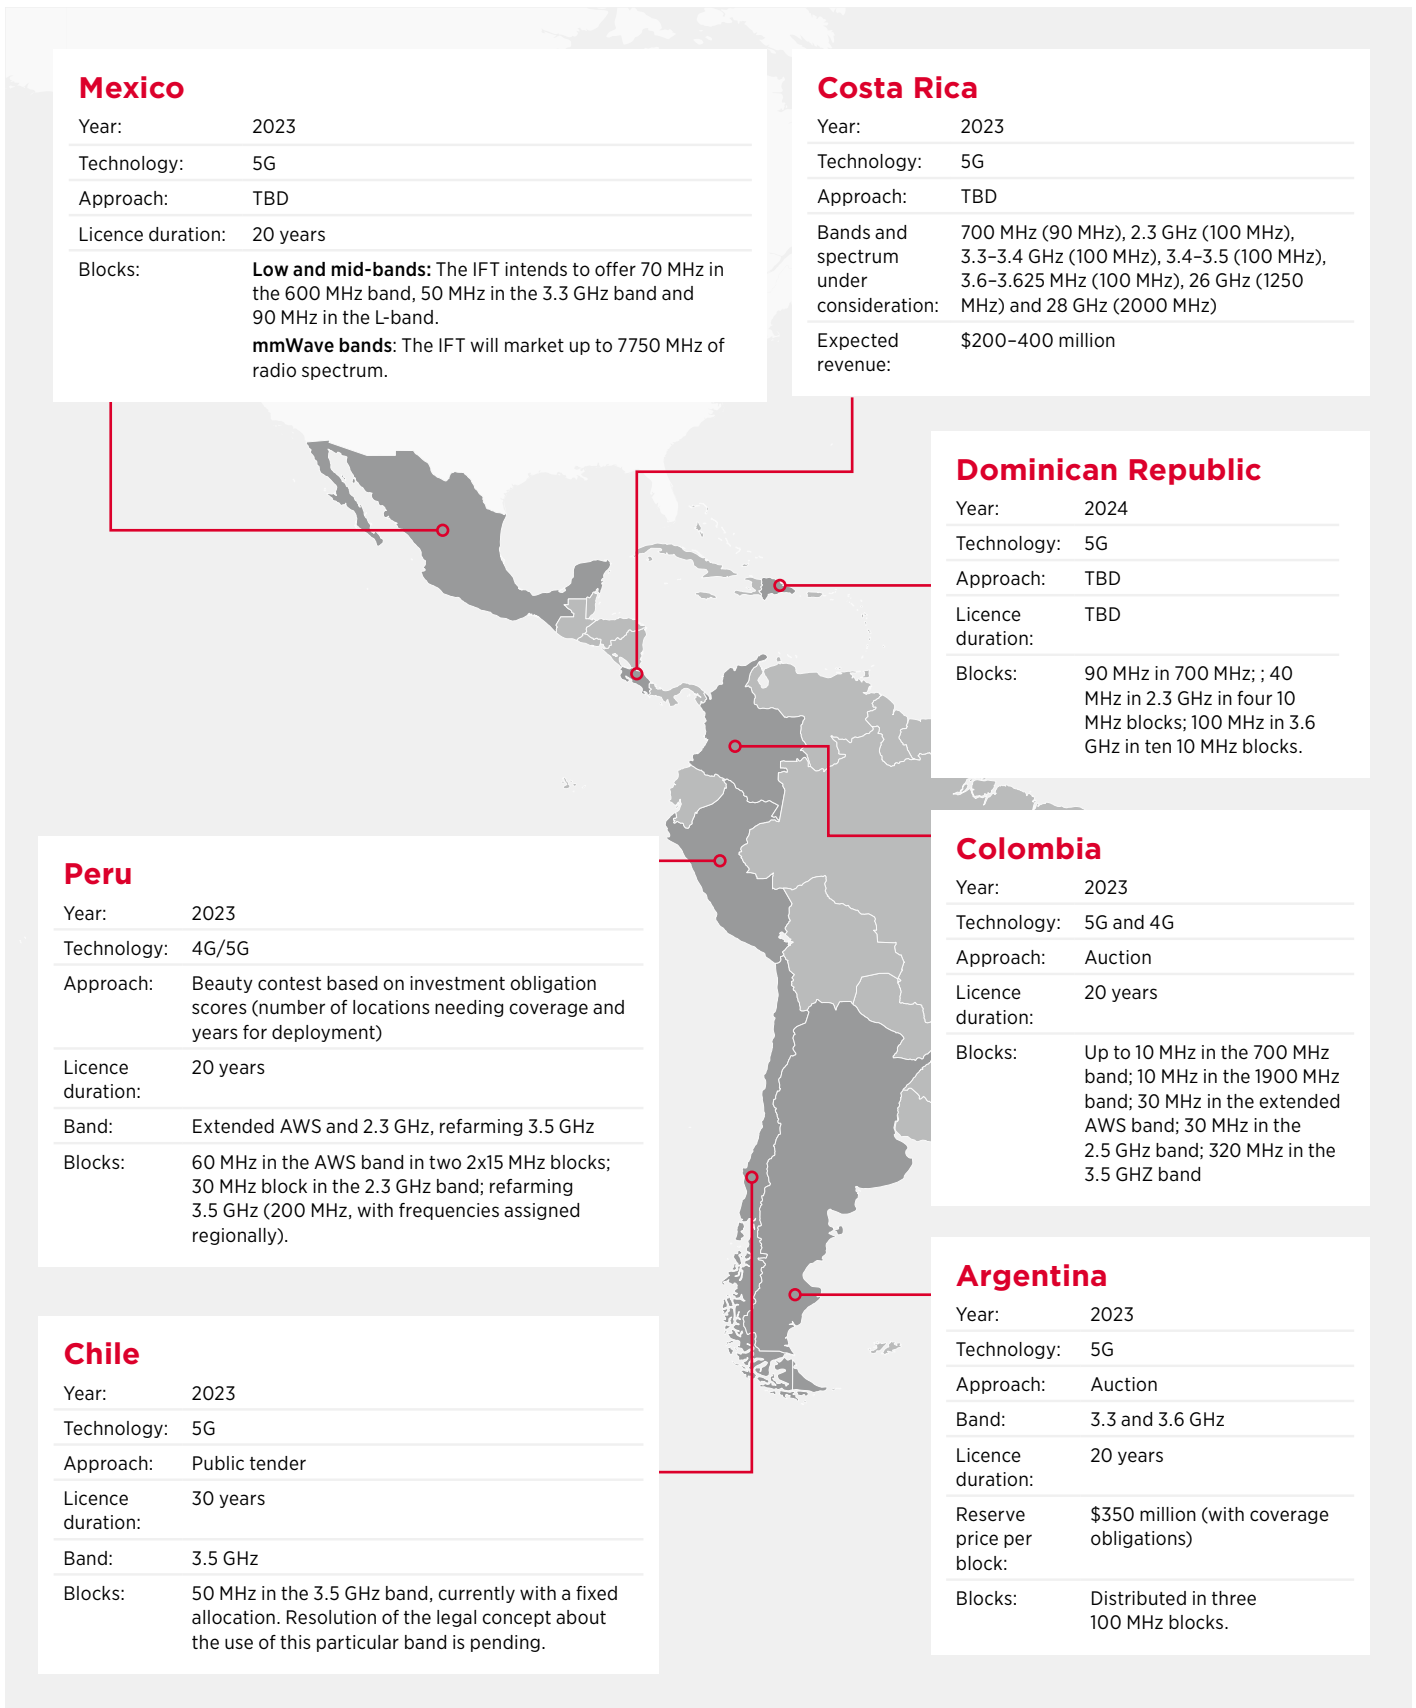 Mexico
Year: 2023
Technology: 5G
Approach: TBD
Licence duration: 20 years
Blocks: Low and mid-bands: The IFT intends to offer 70 MHz in
the 600 MHz band, 50 MHz in the 3.3 GHz band and
90 MHz in the L-band.
mmWave bands: The IFT will market up to 7750 MHz of
radio spectrum.
Costa Rica
Year: 2023
Technology: 5G
Approach: TBD
Bands and 700 MHz (90 MHz), 2.3 GHz (100 MHz),
spectrum 3.3–3.4 GHz (100 MHz), 3.4–3.5 (100 MHz),
under 3.6–3.625 MHz (100 MHz), 26 GHz (1250
consideration: MHz) and 28 GHz (2000 MHz)
Expected $200–400 million
revenue:
Dominican Republic
Year: 2024
Technology: 5G
Approach: TBD
Licence TBD
duration:
Blocks: 90 MHz in 700 MHz; ; 40
MHz in 2.3 GHz in four 10
MHz blocks; 100 MHz in 3.6
GHz in ten 10 MHz blocks.
Peru
Year: 2023
Technology: 4G/5G
Approach: Beauty contest based on investment obligation
scores (number of locations needing coverage and
years for deployment)
Licence 20 years
duration:
Band: Extended AWS and 2.3 GHz, refarming 3.5 GHz
Blocks: 60 MHz in the AWS band in two 2x15 MHz blocks;
30 MHz block in the 2.3 GHz band; refarming
3.5 GHz (200 MHz, with frequencies assigned
regionally).
Colombia
Year: 2023
Technology: 5G and 4G
Approach: Auction
Licence 20 years
duration:
Blocks: Up to 10 MHz in the 700 MHz
band; 10 MHz in the 1900 MHz
band; 30 MHz in the extended
AWS band; 30 MHz in the
2.5 GHz band; 320 MHz in the
3.5 GHZ band
Chile
Year: 2023
Technology: 5G
Approach: Public tender
Licence 30 years
duration:
Band: 3.5 GHz
Blocks: 50 MHz in the 3.5 GHz band, currently with a fixed
allocation. Resolution of the legal concept about
the use of this particular band is pending.
Argentina
Year: 2023
Technology: 5G
Approach: Auction
Band: 3.3 and 3.6 GHz
Licence 20 years
duration:
Reserve $350 million (with coverage
price per obligations)
block:
Blocks: Distributed in three
100 MHz blocks.